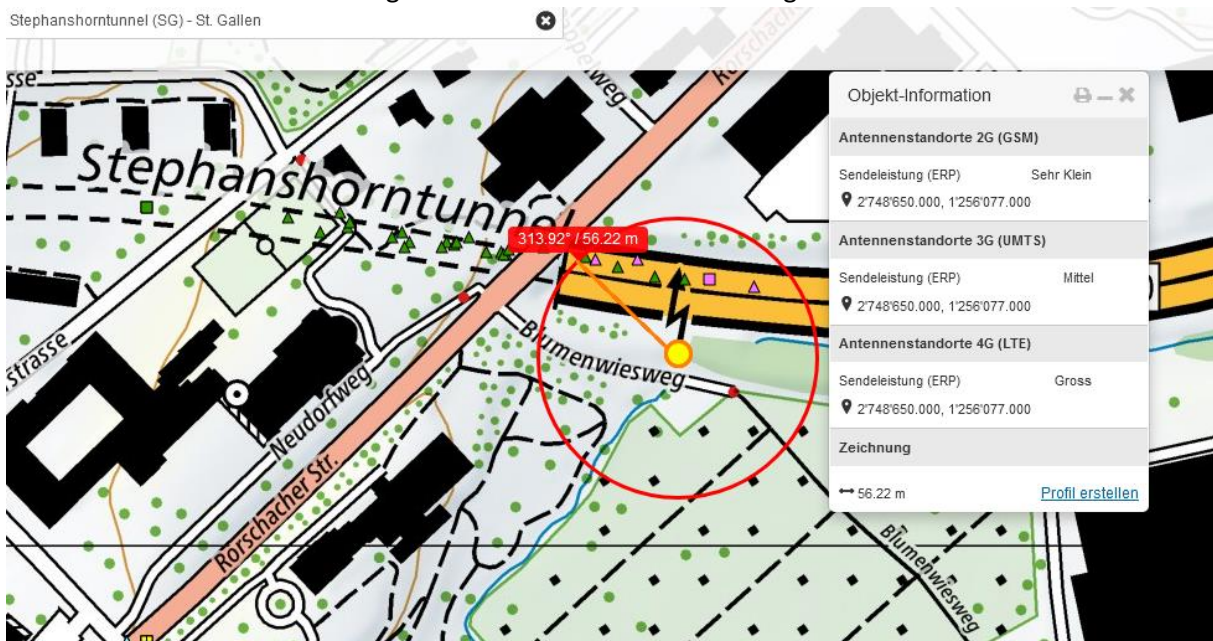 Stephanshorntunnel (SG) - St. Gallen
Rorschacher
sse
weg
Stephanshorntunnel
313.92° / 56.22 m
Blumenwiesweg
strasse
Neudorfweg
Rorschacher Str.
Blumenwiesweg
Objekt-Information
Antennenstandorte 2G (GSM)
Sendeleistung (ERP) Sehr Klein
2'748'650.000, 1'256'077.000
Antennenstandorte 3G (UMTS)
Sendeleistung (ERP) Mittel
2'748'650.000, 1'256'077.000
Antennenstandorte 4G (LTE)
Sendeleistung (ERP) Gross
2'748'650.000, 1'256'077.000
Zeichnung
56.22 m Profil erstellen